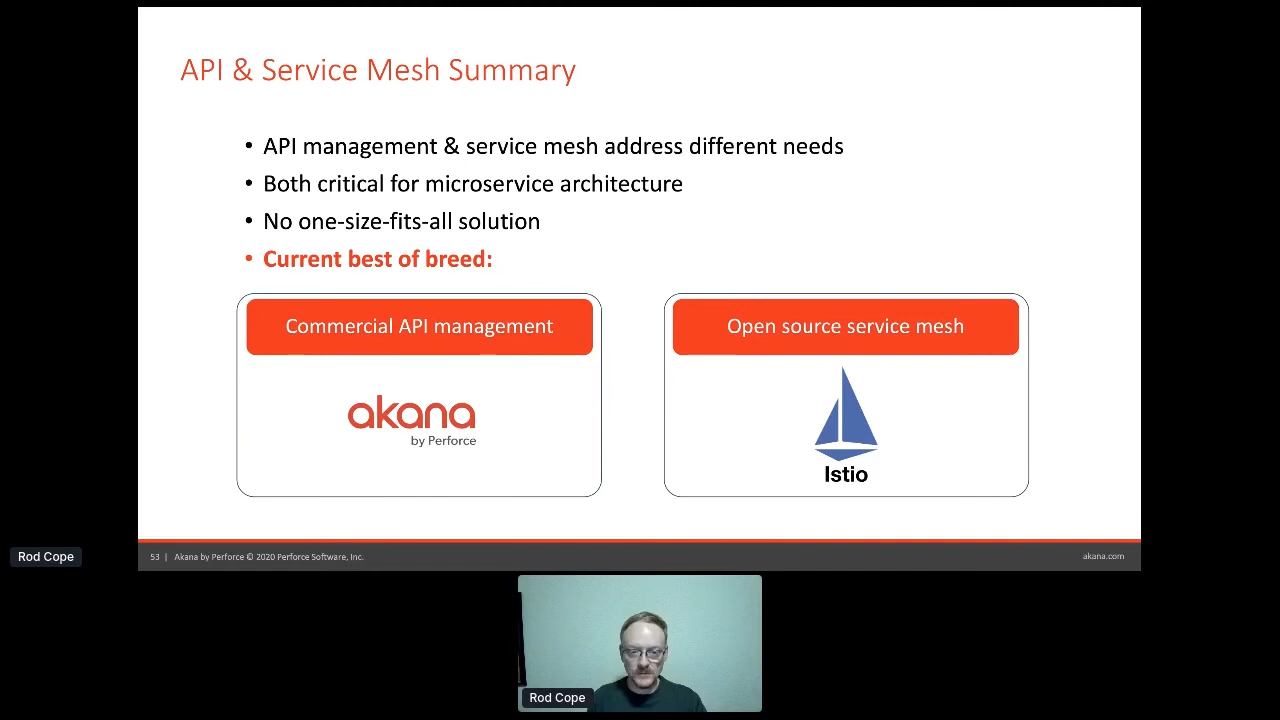 API & Service Mesh Summary
• API management & service mesh address different needs
• Both critical for microservice architecture
• No one-size-fits-all solution
• Current best of breed:
Commercial API management
akana
by Perforce
Open source service mesh
Istio
53 | Akana by Perforce © 2020 Perforce Software, Inc.
akana.com
Rod Cope
Rod Cope